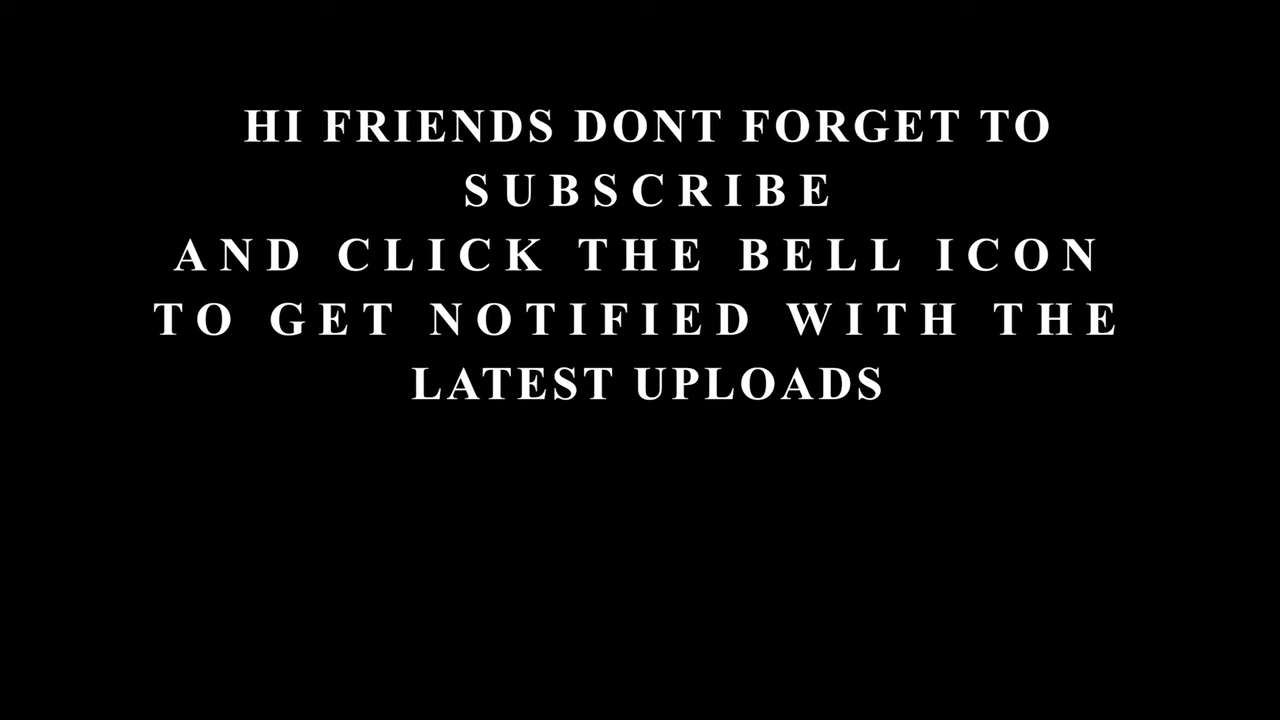 HI FRIENDS DONT FORGET TO
SUBSCRIBE
AND CLICK THE BELL ICON
TO GET NOTIFIED WITH THE
LATEST UPLOADS